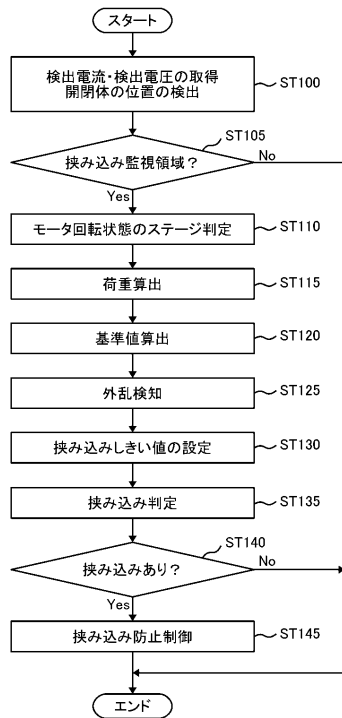 スタート
検出電流・検出電圧の取得
開閉体の位置の検出
ST100
ST105
挟み込み監視領域？
No
Yes
モータ回転状態のステージ判定
ST110
荷重算出
ST115
基準値算出
ST120
外乱検知
ST125
挟み込みしきい値の設定
ST130
挟み込み判定
ST135
ST140
挟み込みあり？
No
Yes
挟み込み防止制御
ST145
エンド